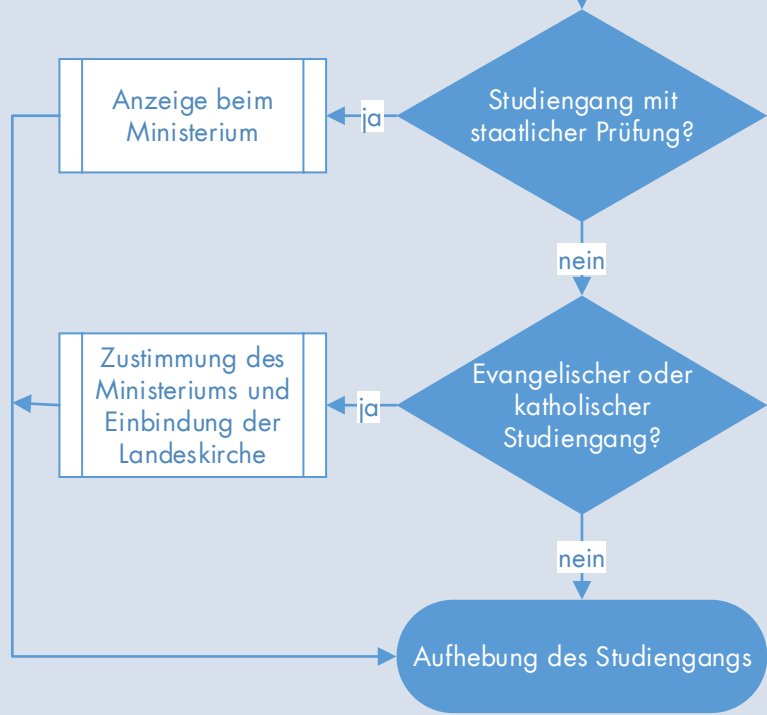 Anzeige beim
Ministerium
ja
Studiengang mit
staatlicher Prüfung?
nein
Zustimmung des
Ministeriums und
Einbindung der
Landeskirche
ja
Evangelischer oder
katholischer
Studiengang?
nein
Aufhebung des Studiengangs